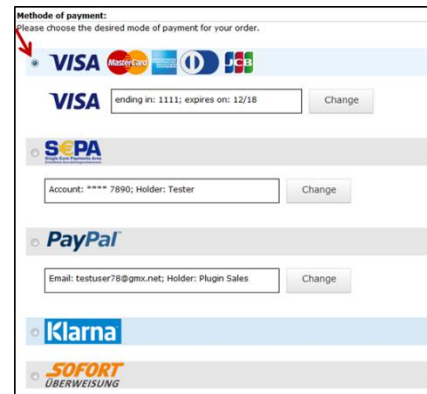 Methode of payment:
Please choose the desired mode of payment for your order.
VISA MasterCard JCB
VISA ending in: 1111; expires on: 12/18 Change
S€PA
Single Euro Payments Area
Account: **** 7890; Holder: Tester Change
PayPal
Email: testuser78@gmx.net; Holder: Plugin Sales Change
Klarna
SOFORT
ÜBERWEISUNG